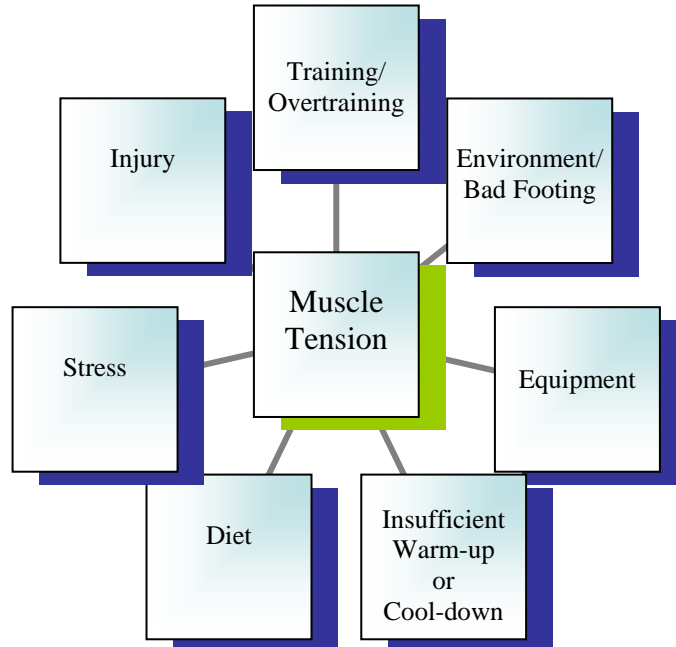 Training/
Overtraining
Injury
Environment/
Bad Footing
Muscle
Tension
Stress
Equipment
Diet
Insufficient
Warm-up
or
Cool-down